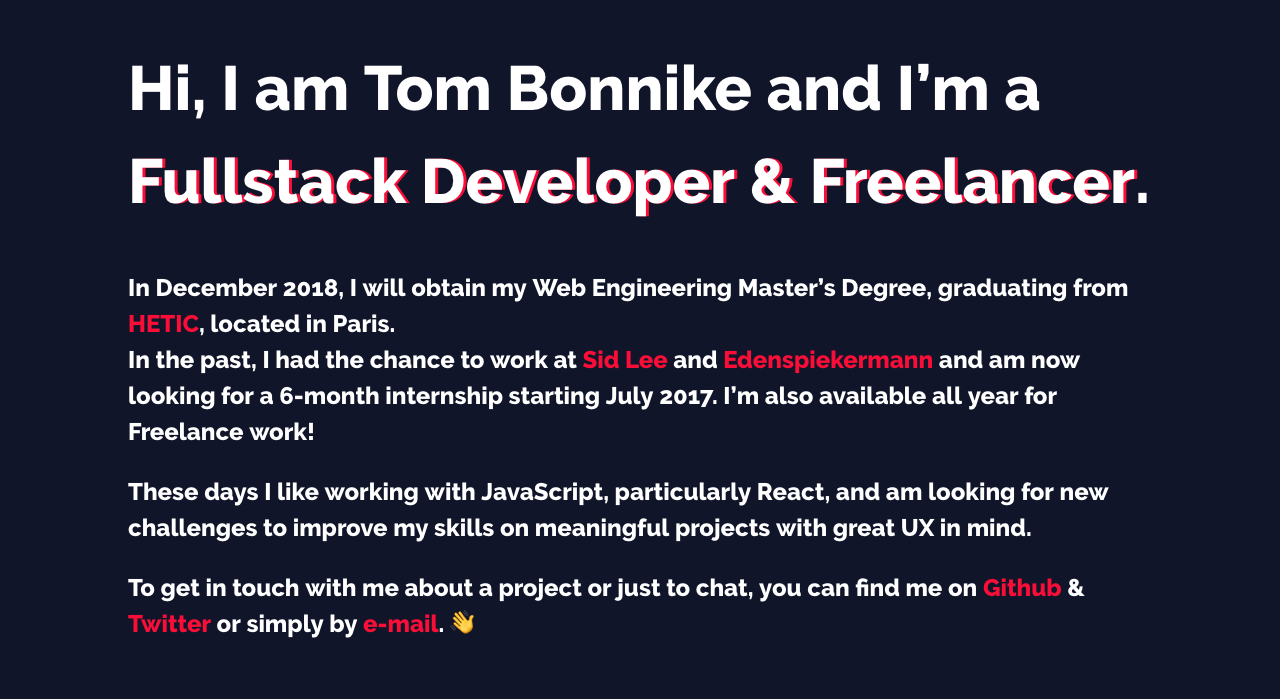 Hi, I am Tom Bonnike and I’m a
Fullstack Developer & Freelancer.
In December 2018, I will obtain my Web Engineering Master’s Degree, graduating from
HETIC, located in Paris.
In the past, I had the chance to work at Sid Lee and Edenspiekermann and am now
looking for a 6-month internship starting July 2017. I’m also available all year for
Freelance work!
These days I like working with JavaScript, particularly React, and am looking for new
challenges to improve my skills on meaningful projects with great UX in mind.
To get in touch with me about a project or just to chat, you can find me on Github &
Twitter or simply by e-mail. 👋